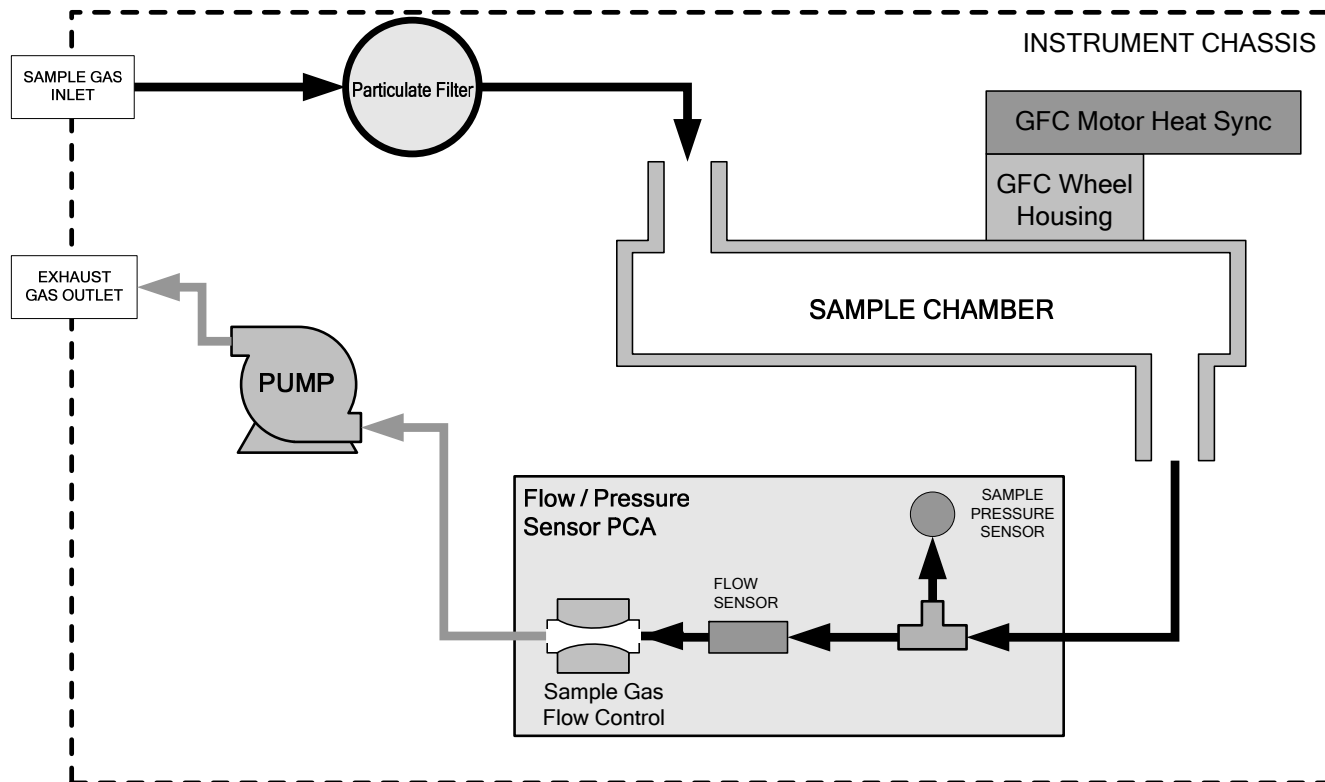 INSTRUMENT CHASSIS
SAMPLE GAS
INLET
Particulate Filter
GFC Motor Heat Sync
GFC Wheel
Housing
EXHAUST
GAS OUTLET
SAMPLE CHAMBER
PUMP
Flow / Pressure
Sensor PCA
SAMPLE
PRESSURE
SENSOR
FLOW
SENSOR
Sample Gas
Flow Control